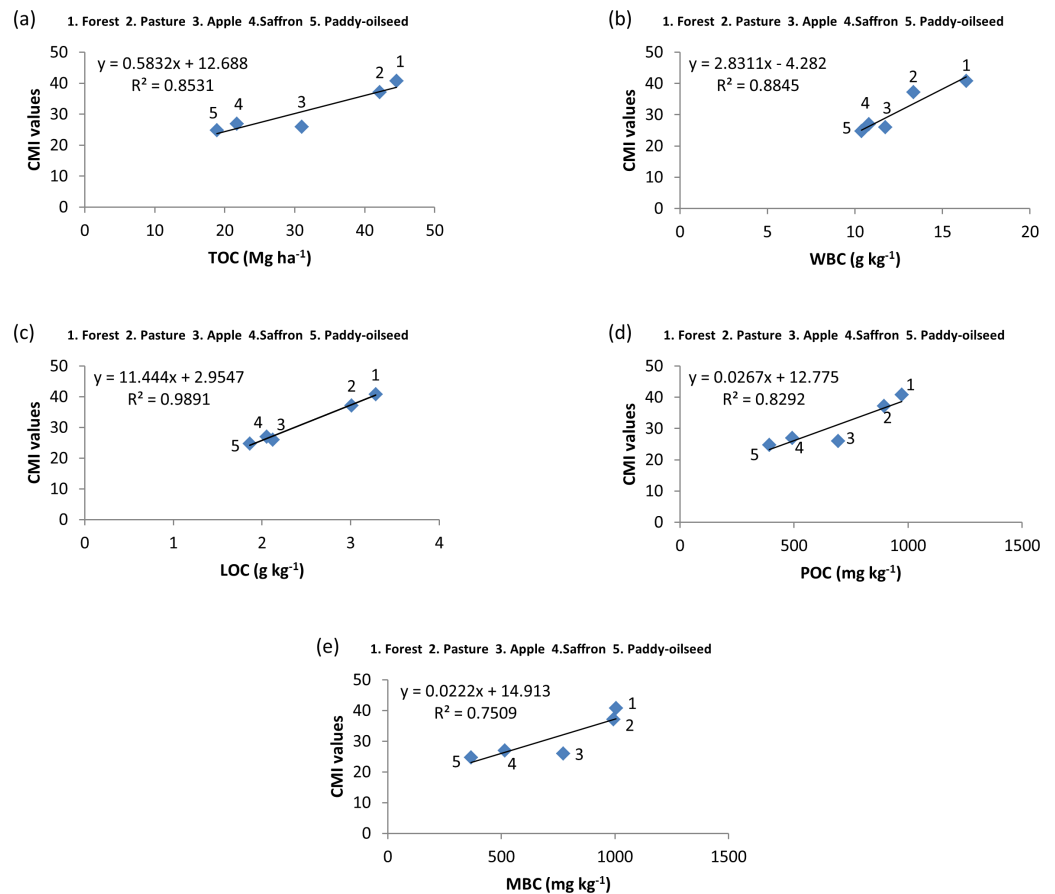 (a) 1. Forest 2. Pasture 3. Apple 4.Saffron 5. Paddy-oilseed
y = 0.5832x + 12.688
R² = 0.8531
CMI values
50
40
30
20
10
0
5 4 3 2 1
0 10 20 30 40 50
TOC (Mg ha⁻¹)
(b) 1. Forest 2. Pasture 3. Apple 4.Saffron 5. Paddy-oilseed
y = 2.8311x - 4.282
R² = 0.8845
CMI values
50
40
30
20
10
0
5 4 3 2 1
0 5 10 15 20
WBC (g kg⁻¹)
(c) 1. Forest 2. Pasture 3. Apple 4.Saffron 5. Paddy-oilseed
y = 11.444x + 2.9547
R² = 0.9891
CMI values
50
40
30
20
10
0
5 4 3 2 1
0 1 2 3 4
LOC (g kg⁻¹)
(d) 1. Forest 2. Pasture 3. Apple 4.Saffron 5. Paddy-oilseed
y = 0.0267x + 12.775
R² = 0.8292
CMI values
50
40
30
20
10
0
5 4 3 2 1
0 500 1000 1500
POC (mg kg⁻¹)
(e) 1. Forest 2. Pasture 3. Apple 4.Saffron 5. Paddy-oilseed
y = 0.0222x + 14.913
R² = 0.7509
CMI values
50
40
30
20
10
0
5 4 3 2 1
0 500 1000 1500
MBC (mg kg⁻¹)